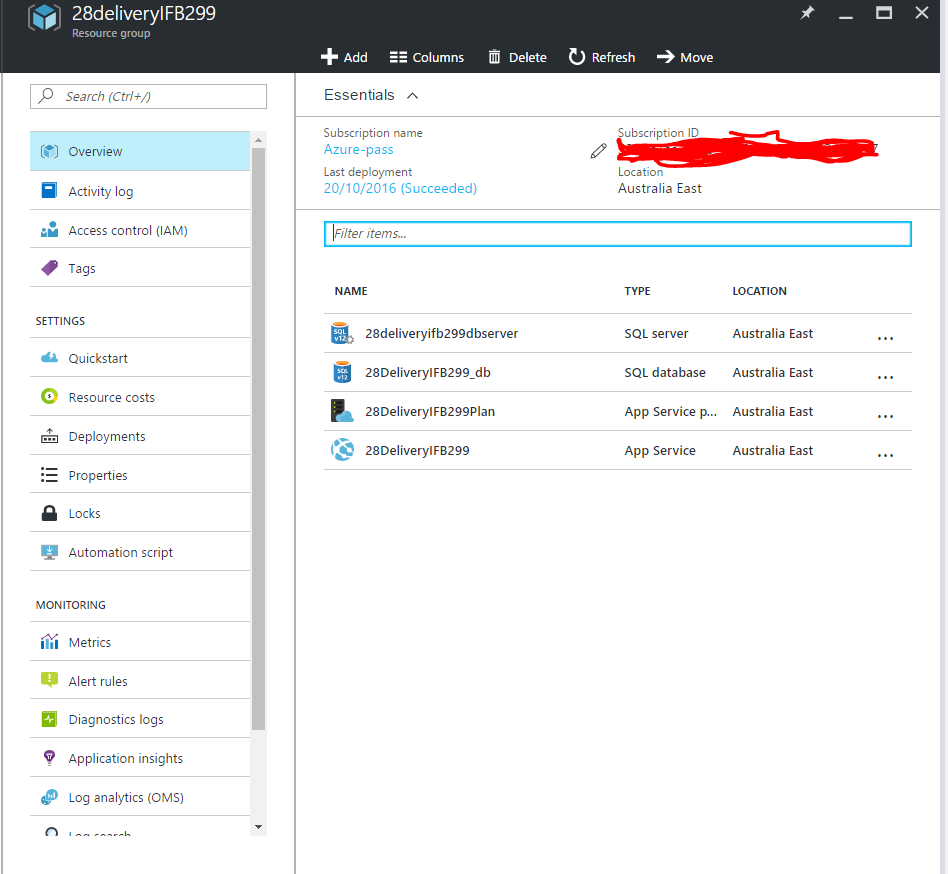 28deliveryIFB299
Resource group
Add Columns Delete Refresh Move
Search (Ctrl+/)
Overview
Activity log
Access control (IAM)
Tags
SETTINGS
Quickstart
Resource costs
Deployments
Properties
Locks
Automation script
MONITORING
Metrics
Alert rules
Diagnostics logs
Application insights
Log analytics (OMS)
Log search
Essentials
Subscription name
Azure-pass
Subscription ID
Last deployment
20/10/2016 (Succeeded)
Location
Australia East
Filter items...
NAME TYPE LOCATION
28deliveryifb299dbserver SQL server Australia East ...
28DeliveryIFB299_db SQL database Australia East ...
28DeliveryIFB299Plan App Service p... Australia East ...
28DeliveryIFB299 App Service Australia East ...